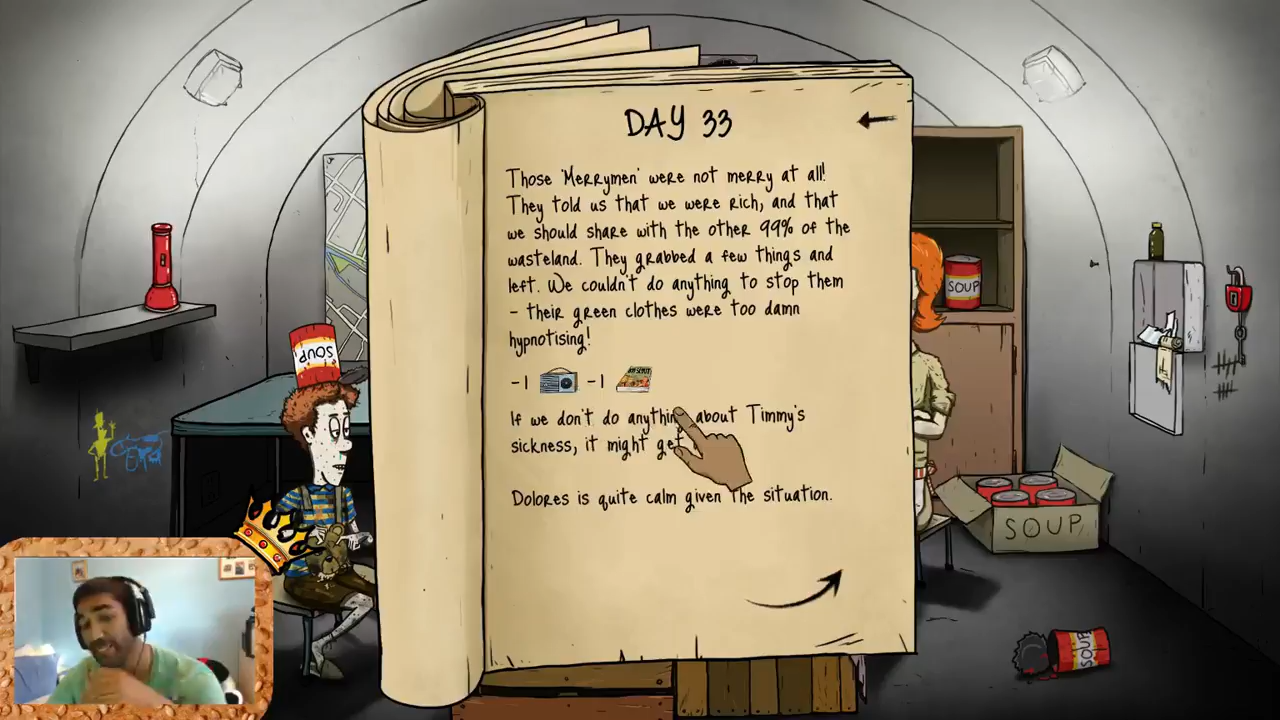 DAY 33
Those 'Merrymen' were not merry at all!
They told us that we were rich, and that
we should share with the other 99% of the
wasteland. They grabbed a few things and
left. We couldn't do anything to stop them
- their green clothes were too damn
hypnotising!
-1 -1
If we don't do anything about Timmy's
sickness, it might get
Dolores is quite calm given the situation.
SOUP
SOUP
SOUP
SOUP